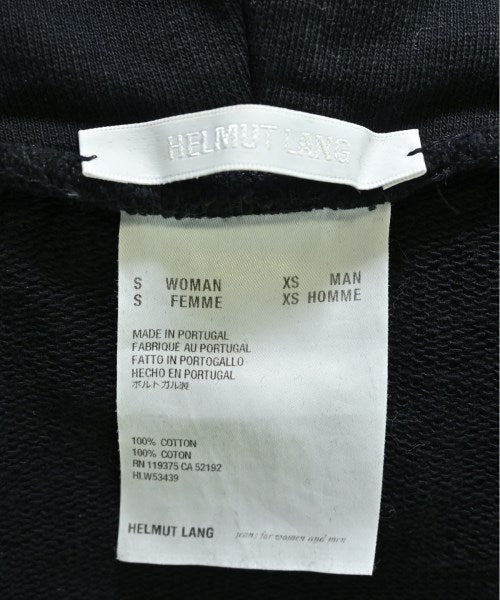 HELMUT LANG
S WOMAN XS MAN
S FEMME XS HOMME
MADE IN PORTUGAL
FABRIQUE AU PORTUGAL
FATTO IN PORTOGALLO
HECHO EN PORTUGAL
ポルトガル製
100% COTTON
100% COTON
RN 119375 CA 52192
HLW53439
HELMUT LANG jeans for women and men